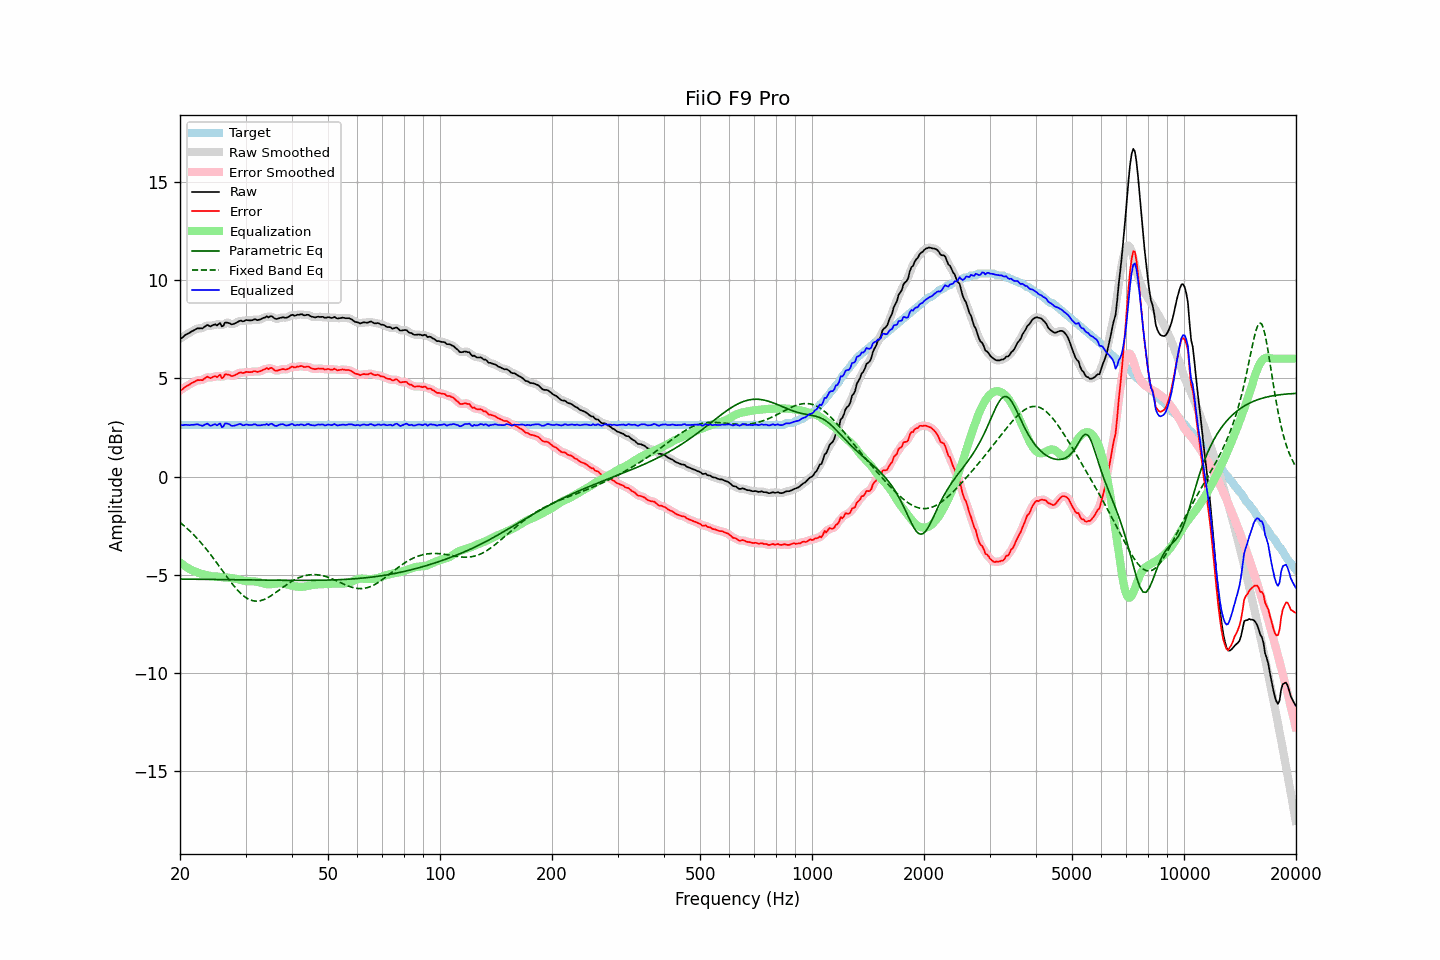 FiiO F9 Pro
Target
Raw Smoothed
Error Smoothed
Raw
Error
Equalization
Parametric Eq
Fixed Band Eq
Equalized
Amplitude (dBr)
15
10
5
0
−5
−10
−15
20
50
100
200
500
1000
2000
5000
10000
20000
Frequency (Hz)